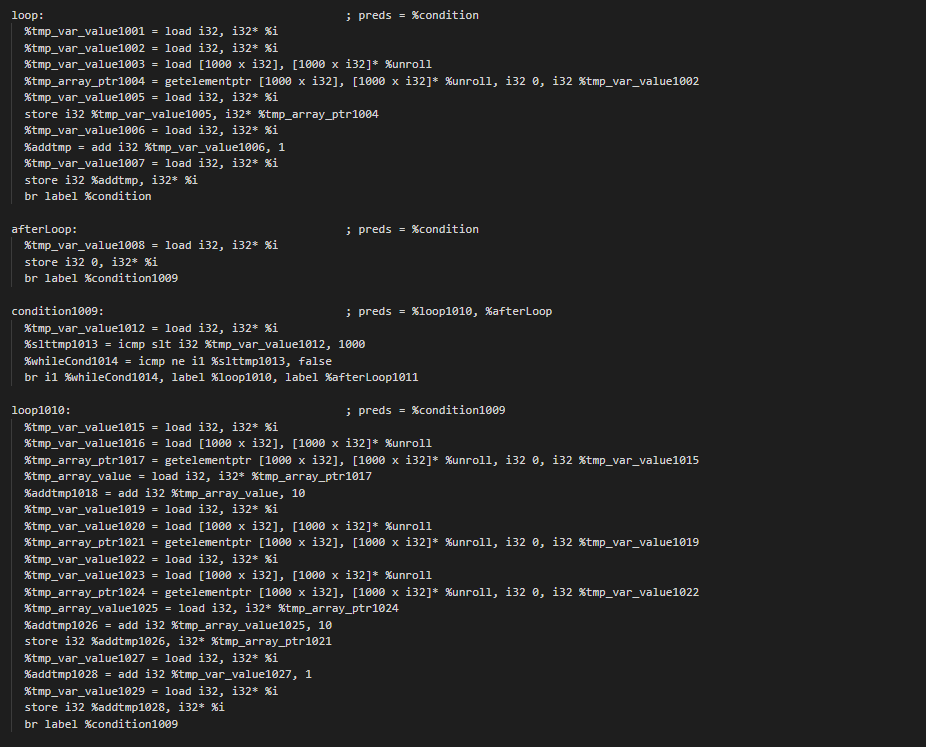 loop:                                             ; preds = %condition
  %tmp_var_value1001 = load i32, i32* %i
  %tmp_var_value1002 = load i32, i32* %i
  %tmp_var_value1003 = load [1000 x i32], [1000 x i32]* %unroll
  %tmp_array_ptr1004 = getelementptr [1000 x i32], [1000 x i32]* %unroll, i32 0, i32 %tmp_var_value1002
  %tmp_var_value1005 = load i32, i32* %i
  store i32 %tmp_var_value1005, i32* %tmp_array_ptr1004
  %tmp_var_value1006 = load i32, i32* %i
  %addtmp = add i32 %tmp_var_value1006, 1
  %tmp_var_value1007 = load i32, i32* %i
  store i32 %addtmp, i32* %i
  br label %condition

afterLoop:                                        ; preds = %condition
  %tmp_var_value1008 = load i32, i32* %i
  store i32 0, i32* %i
  br label %condition1009

condition1009:                                    ; preds = %loop1010, %afterLoop
  %tmp_var_value1012 = load i32, i32* %i
  %slttmp1013 = icmp slt i32 %tmp_var_value1012, 1000
  %whileCond1014 = icmp ne i1 %slttmp1013, false
  br i1 %whileCond1014, label %loop1010, label %afterLoop1011

loop1010:                                         ; preds = %condition1009
  %tmp_var_value1015 = load i32, i32* %i
  %tmp_var_value1016 = load [1000 x i32], [1000 x i32]* %unroll
  %tmp_array_ptr1017 = getelementptr [1000 x i32], [1000 x i32]* %unroll, i32 0, i32 %tmp_var_value1015
  %tmp_array_value = load i32, i32* %tmp_array_ptr1017
  %addtmp1018 = add i32 %tmp_array_value, 10
  %tmp_var_value1019 = load i32, i32* %i
  %tmp_var_value1020 = load [1000 x i32], [1000 x i32]* %unroll
  %tmp_array_ptr1021 = getelementptr [1000 x i32], [1000 x i32]* %unroll, i32 0, i32 %tmp_var_value1019
  %tmp_var_value1022 = load i32, i32* %i
  %tmp_var_value1023 = load [1000 x i32], [1000 x i32]* %unroll
  %tmp_array_ptr1024 = getelementptr [1000 x i32], [1000 x i32]* %unroll, i32 0, i32 %tmp_var_value1022
  %tmp_array_value1025 = load i32, i32* %tmp_array_ptr1024
  %addtmp1026 = add i32 %tmp_array_value1025, 10
  store i32 %addtmp1026, i32* %tmp_array_ptr1021
  %tmp_var_value1027 = load i32, i32* %i
  %addtmp1028 = add i32 %tmp_var_value1027, 1
  %tmp_var_value1029 = load i32, i32* %i
  store i32 %addtmp1028, i32* %i
  br label %condition1009